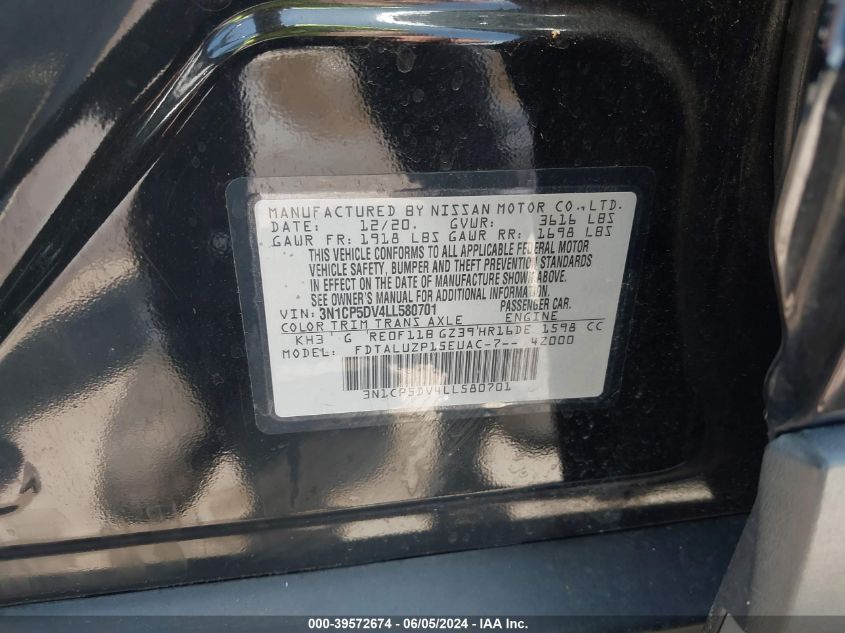 MANUFACTURED BY NISSAN MOTOR CO.,LTD.
DATE: 12/20. GVWR: 3616 LBS
GAWR FR: 1918 LBS GAWR RR: 1698 LBS
THIS VEHICLE CONFORMS TO ALL APPLICABLE FEDERAL MOTOR
VEHICLE SAFETY, BUMPER AND THEFT PREVENTION STANDARDS
IN EFFECT ON THE DATE OF MANUFACTURE SHOWN ABOVE.
SEE OWNER'S MANUAL FOR ADDITIONAL INFORMATION.
VIN: 3N1CP5DV4LL580701 PASSENGER CAR.
COLOR TRIM TRANS AXLE ENGINE
KH3 G RE0F11B GZ39 HR16DE 1598 CC
MODEL: FDTALUZP15EUAC-7-- 4Z000
3N1CP5DV4LL580701
000-39572674 - 06/05/2024 - IAA Inc.